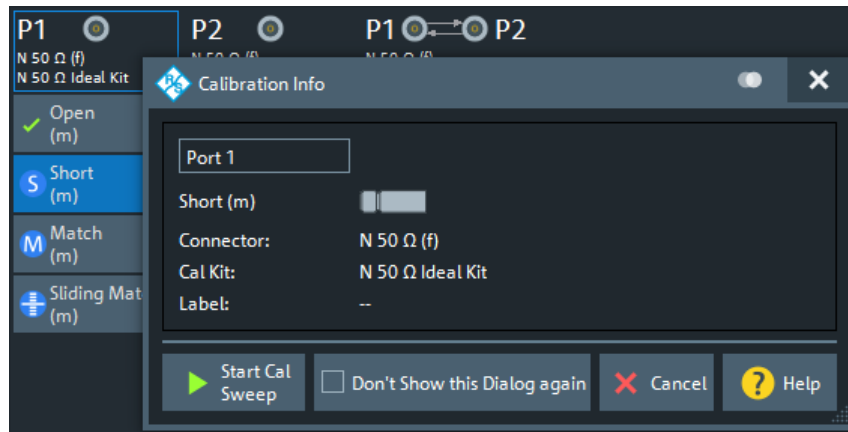 P1 P2 P1 P2
N 50 Ω (f)
N 50 Ω Ideal Kit
R&S Calibration Info
Open
(m)
Short
(m)
Match
(m)
Sliding Mat
(m)
S
M
Port 1
Short (m)
Connector: N 50 Ω (f)
Cal Kit: N 50 Ω Ideal Kit
Label: --
Start Cal
Sweep
Don't Show this Dialog again
Cancel
? Help